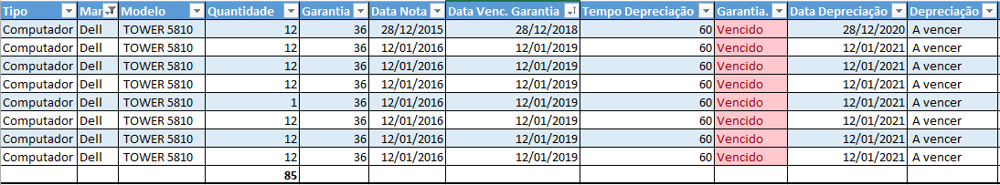 Tipo Mar Modelo Quantidade Garantia Data Nota Data Venc. Garantia Tempo Depreciação Garantia. Data Depreciação Depreciação
Computador Dell TOWER 5810 12 36 28/12/2015 28/12/2018 60 Vencido 28/12/2020 A vencer
Computador Dell TOWER 5810 12 36 12/01/2016 12/01/2019 60 Vencido 12/01/2021 A vencer
Computador Dell TOWER 5810 12 36 12/01/2016 12/01/2019 60 Vencido 12/01/2021 A vencer
Computador Dell TOWER 5810 12 36 12/01/2016 12/01/2019 60 Vencido 12/01/2021 A vencer
Computador Dell TOWER 5810 1 36 12/01/2016 12/01/2019 60 Vencido 12/01/2021 A vencer
Computador Dell TOWER 5810 12 36 12/01/2016 12/01/2019 60 Vencido 12/01/2021 A vencer
Computador Dell TOWER 5810 12 36 12/01/2016 12/01/2019 60 Vencido 12/01/2021 A vencer
Computador Dell TOWER 5810 12 36 12/01/2016 12/01/2019 60 Vencido 12/01/2021 A vencer
85